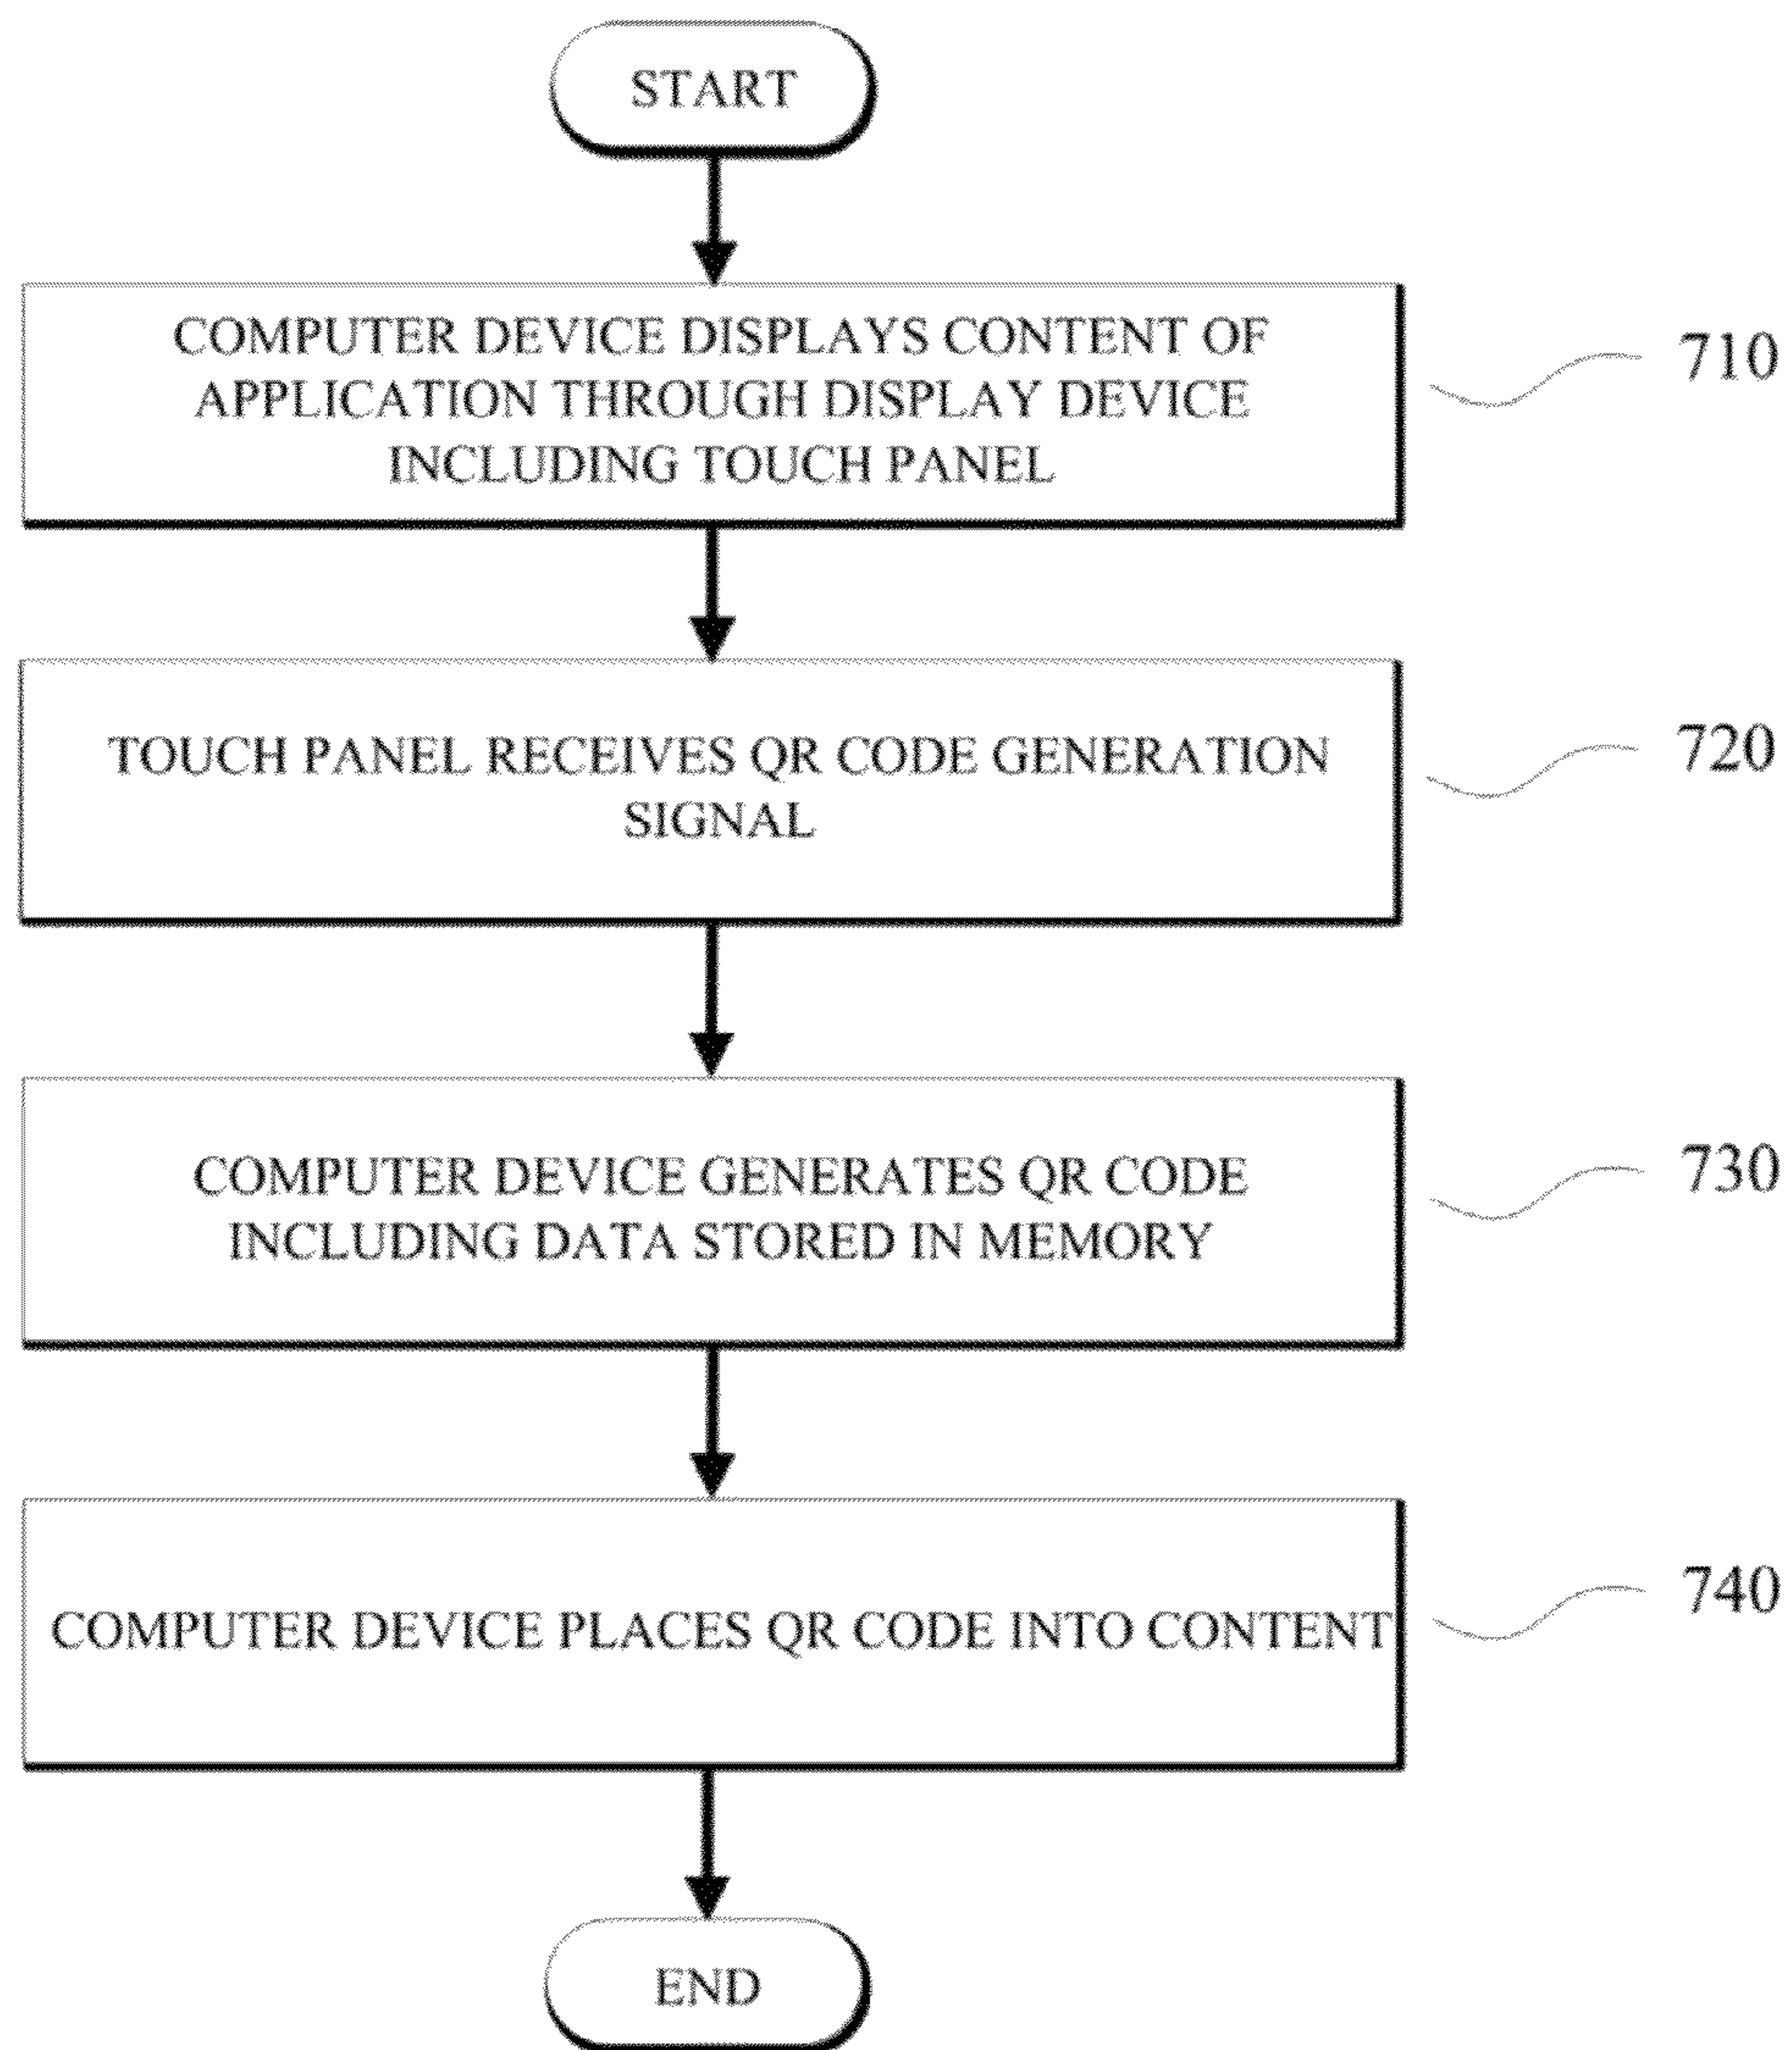 START
COMPUTER DEVICE DISPLAYS CONTENT OF
APPLICATION THROUGH DISPLAY DEVICE
INCLUDING TOUCH PANEL
710
TOUCH PANEL RECEIVES QR CODE GENERATION
SIGNAL
720
COMPUTER DEVICE GENERATES QR CODE
INCLUDING DATA STORED IN MEMORY
730
COMPUTER DEVICE PLACES QR CODE INTO CONTENT
740
END